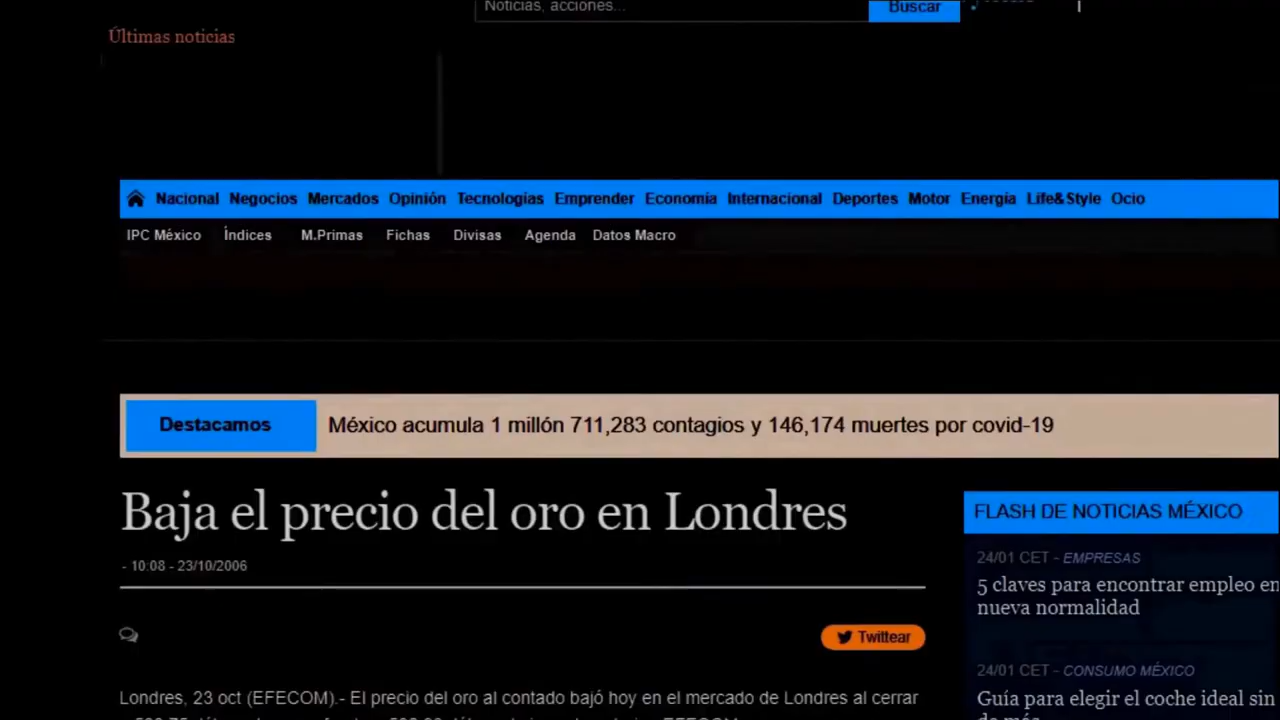 Noticias, acciones...
Buscar
Últimas noticias
Nacional Negocios Mercados Opinión Tecnologías Emprender Economía Internacional Deportes Motor Energía Life&Style Ocio
IPC México Índices M.Primas Fichas Divisas Agenda Datos Macro
Destacamos
México acumula 1 millón 711,283 contagios y 146,174 muertes por covid-19
Baja el precio del oro en Londres
- 10:08 - 23/10/2006
Twittear
Londres, 23 oct (EFECOM).- El precio del oro al contado bajó hoy en el mercado de Londres al cerrar
FLASH DE NOTICIAS MÉXICO
24/01 CET - EMPRESAS
5 claves para encontrar empleo en
nueva normalidad
24/01 CET - CONSUMO MÉXICO
Guía para elegir el coche ideal sin
de más